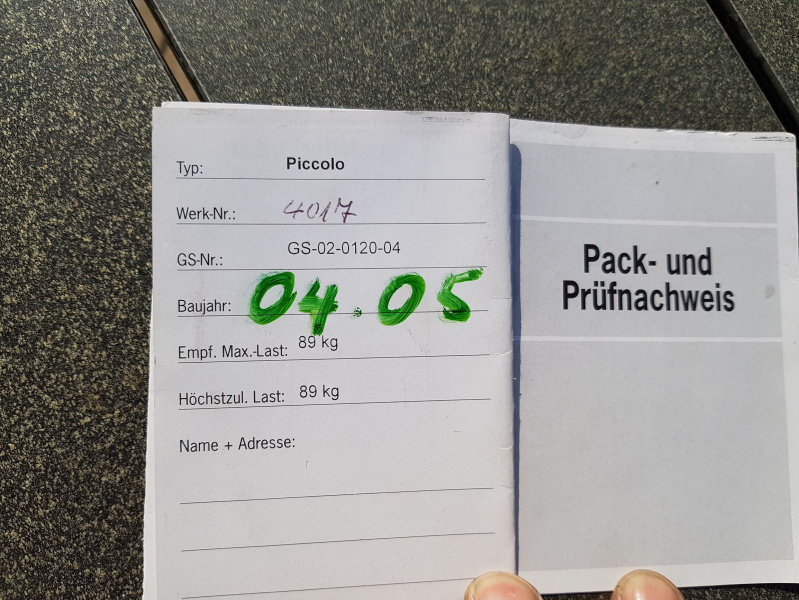 Typ: Piccolo
Werk-Nr.: 4017
GS-Nr.: GS-02-0120-04
Baujahr: 04.05
Empf. Max.-Last: 89 kg
Höchstzul. Last: 89 kg
Name + Adresse:
Pack- und
Prüfnachweis